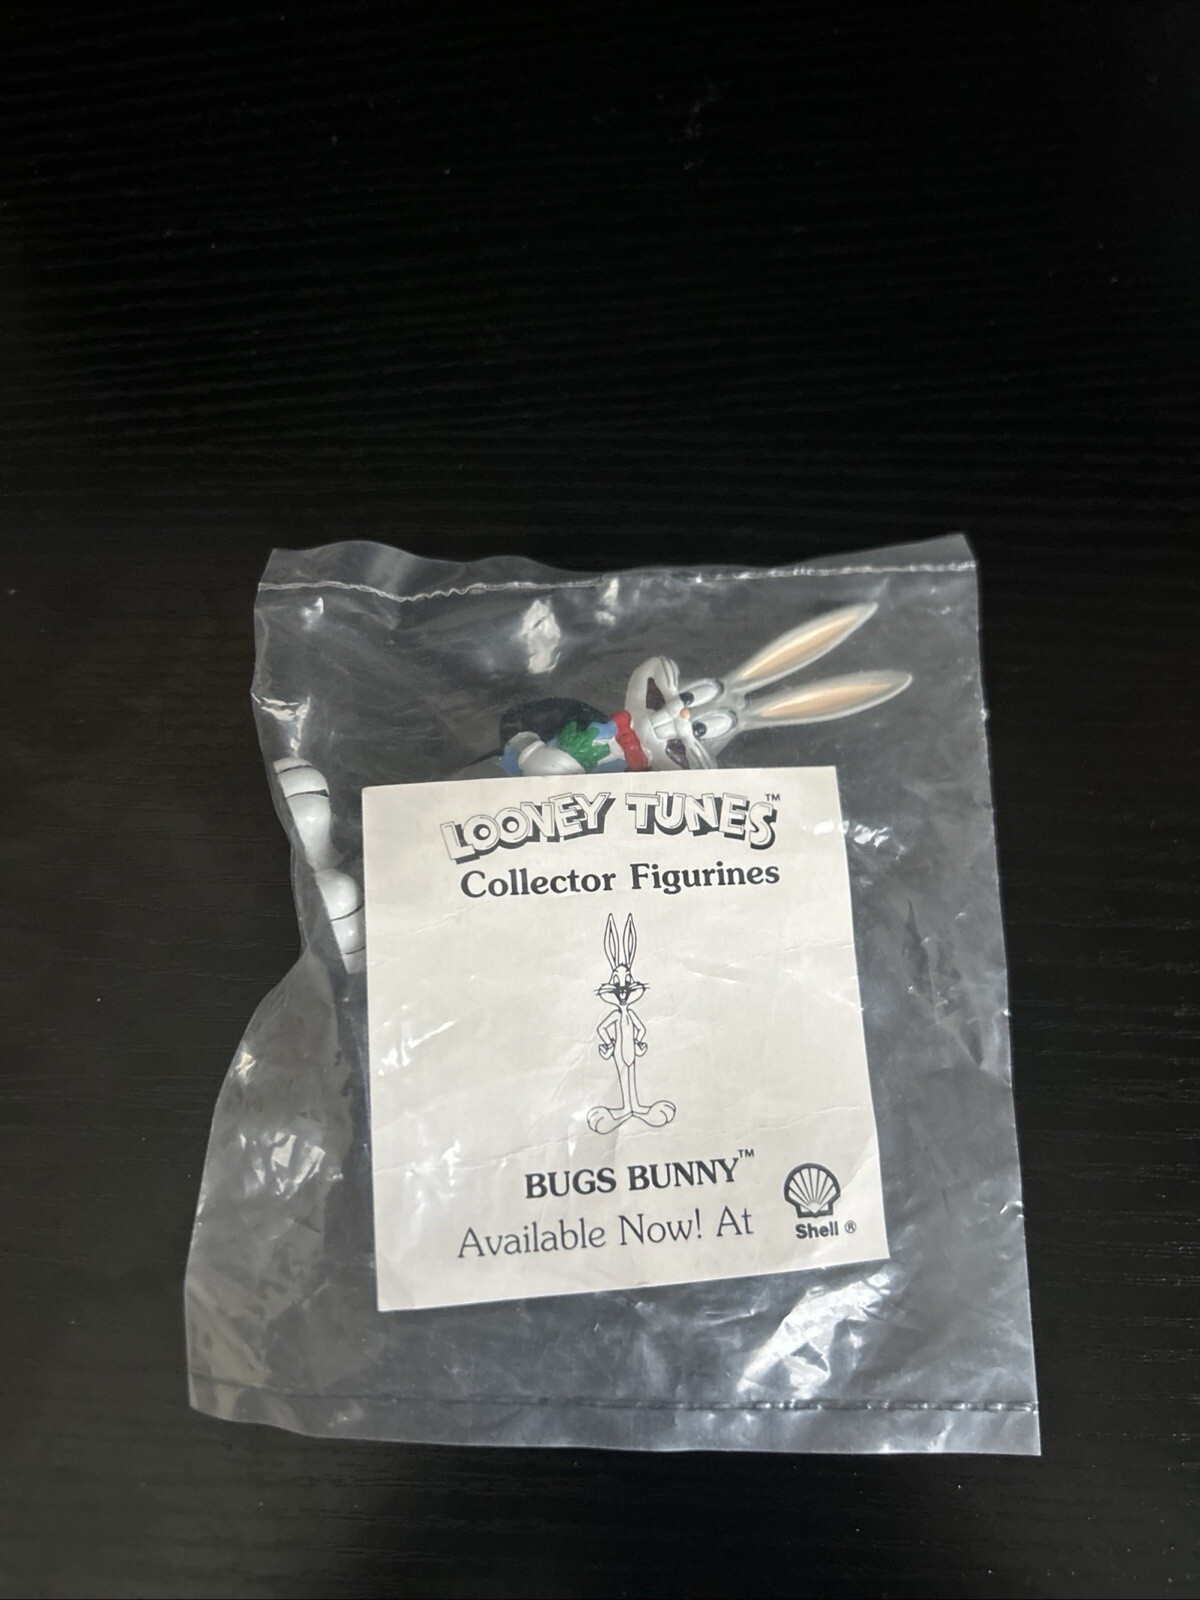 LOONEY TUNES™
Collector Figurines
BUGS BUNNY™
Available Now! At
Shell ®